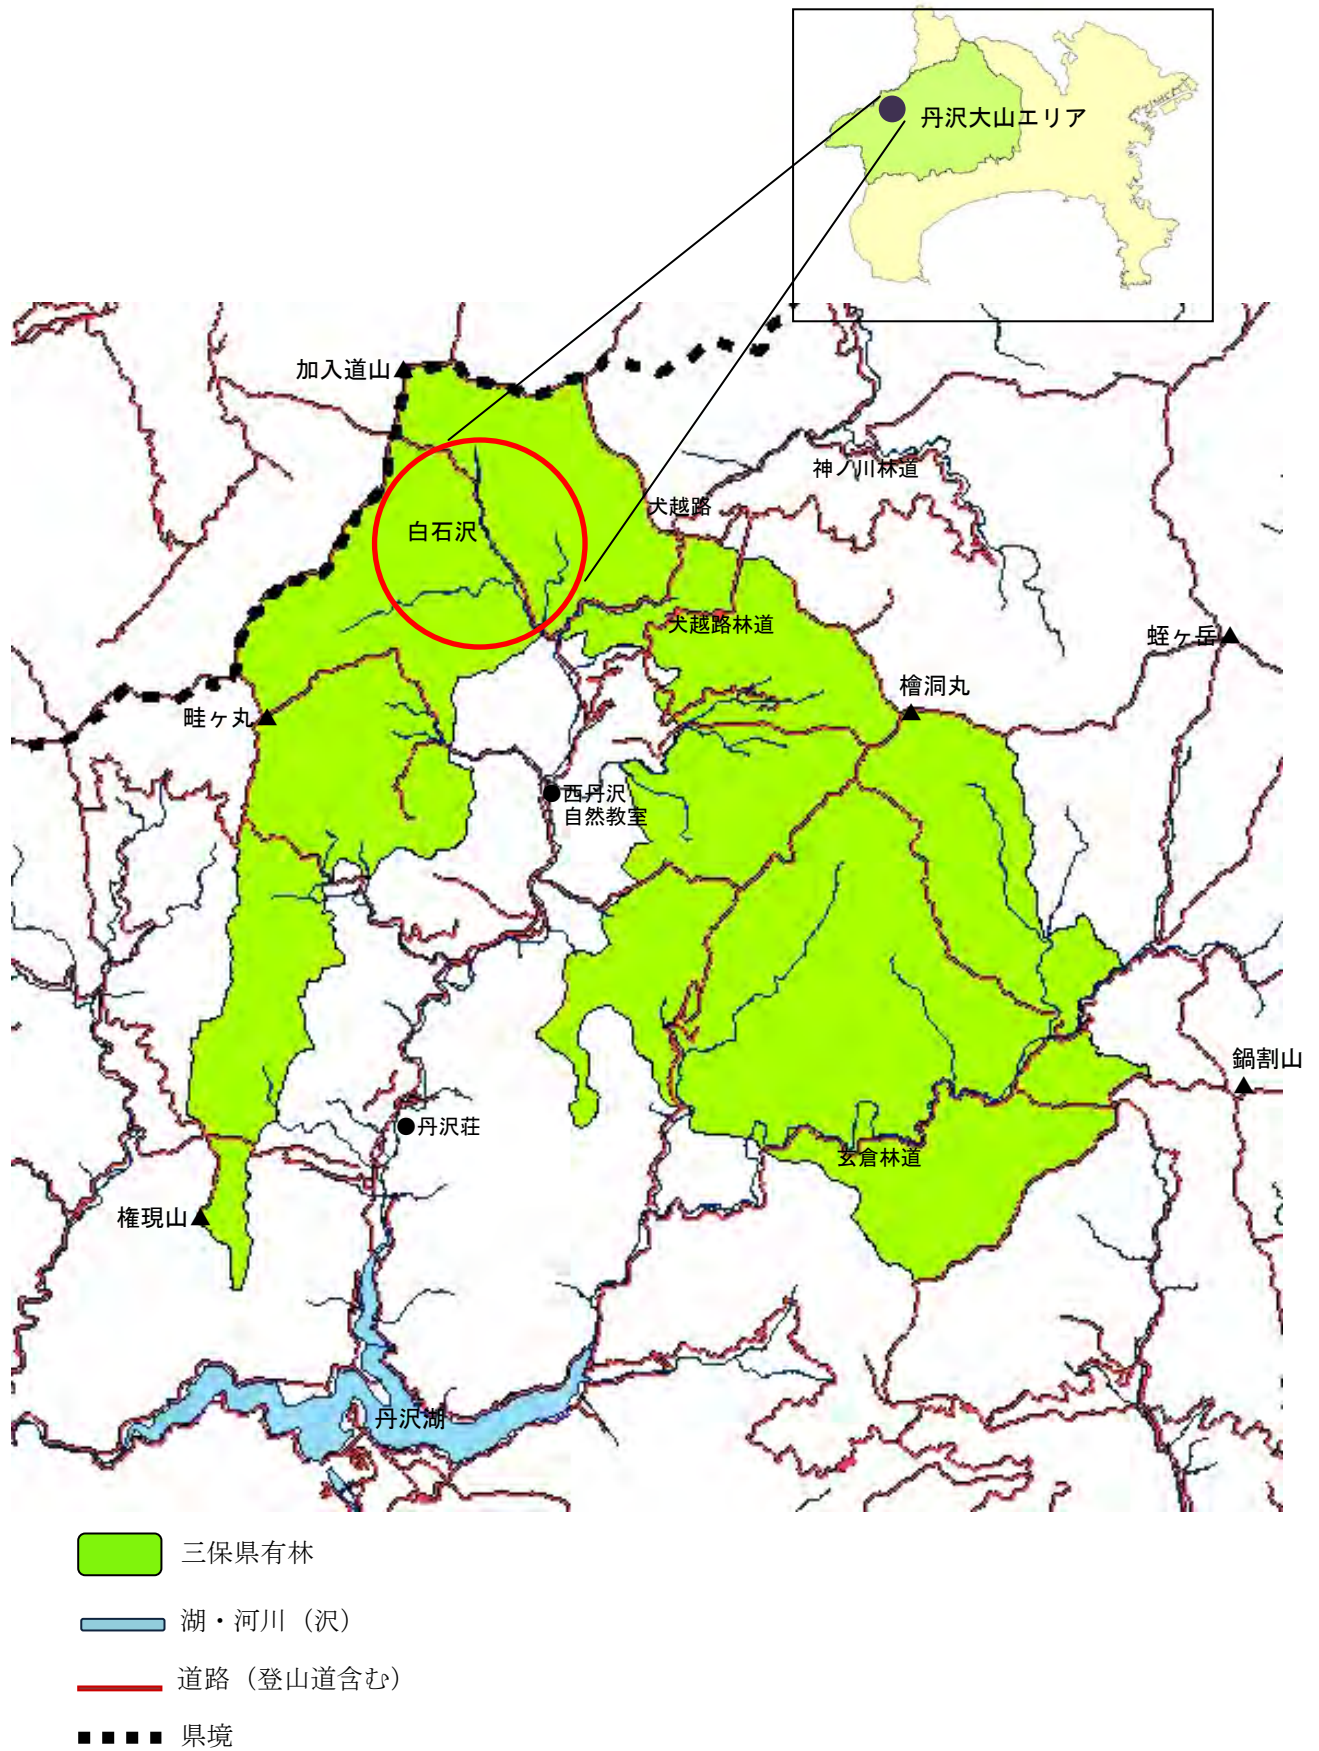 丹沢大山エリア
加入道山
神ノ川林道
犬越路
白石沢
犬越路林道
蛭ヶ岳
檜洞丸
畦ヶ丸
西丹沢
自然教室
鍋割山
丹沢荘
玄倉林道
権現山
丹沢湖
三保県有林
湖・河川（沢）
道路（登山道含む）
県境